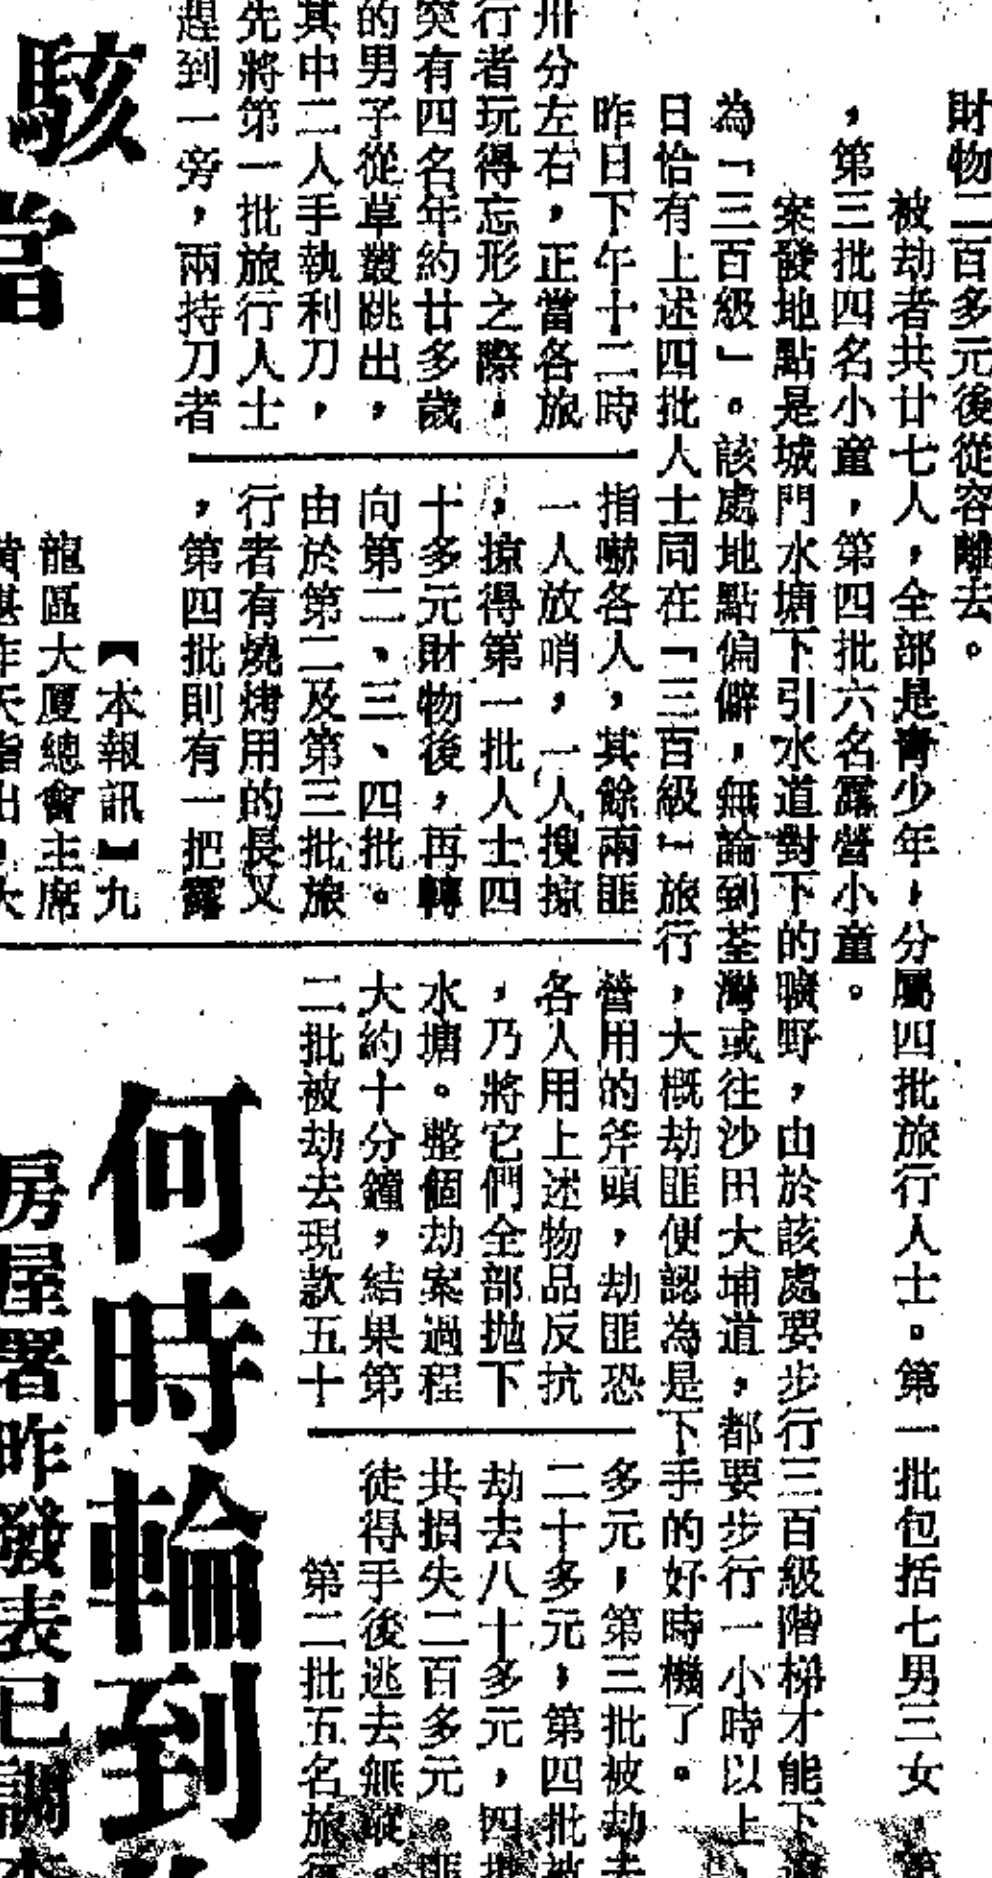 財物二百多元後從容離去。
被劫者共廿七人，全部是青少年，分屬四批旅行人士。第一批包括七男三女，第
，第三批四名小童，第四批六名露營小童。
案發地點是城門水塘下引水道對下的曠野，由於該處要步行三百級階梯才能下
為「三百級」。該處地點偏僻，無論到荃灣或往沙田大埔道，都要步行一小時以上，
日恰有上述四批人士同在「三百級」旅行，大概劫匪便認為是下手的好時機了。
昨日下午十二時
卅分左右，正當各旅
行者玩得忘形之際，
突有四名年約廿多歲
的男子從草叢跳出，
其中二人手執利刀，
先將第一批旅行人士
趕到一旁，兩持刀者
指嚇各人，其餘兩匪
一人放哨，一人搜掠
，掠得第一批人士四
十多元財物後，再轉
向第二、三、四批。
由於第二及第三批旅
行者有燒烤用的長叉
，第四批則有一把露
營用的斧頭，劫匪恐
各人用上述物品反抗
，乃將它們全部拋下
水塘。整個劫案過程
大約十分鐘，結果第
二批被劫去現款五十
多元，第三批被劫去
二十多元，第四批被
劫去八十多元，四批
共損失二百多元。匪
徒得手後逃去無蹤。
第二批五名旅行
駭
【本報訊】九
龍區大廈總會主席
昨天指出，大
何時輪到
房屋署昨發表已調查